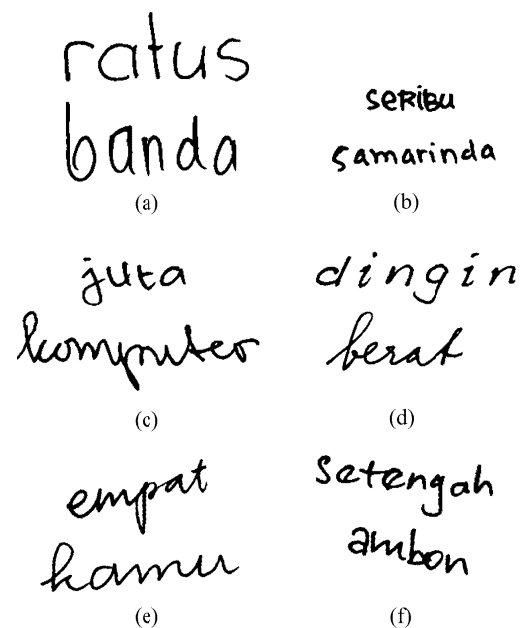 ratus
banda
(a)
SERIBU
samarinda
(b)
juta
komputer
(c)
dingin
berat
(d)
empat
kamu
(e)
setengah
ambon
(f)